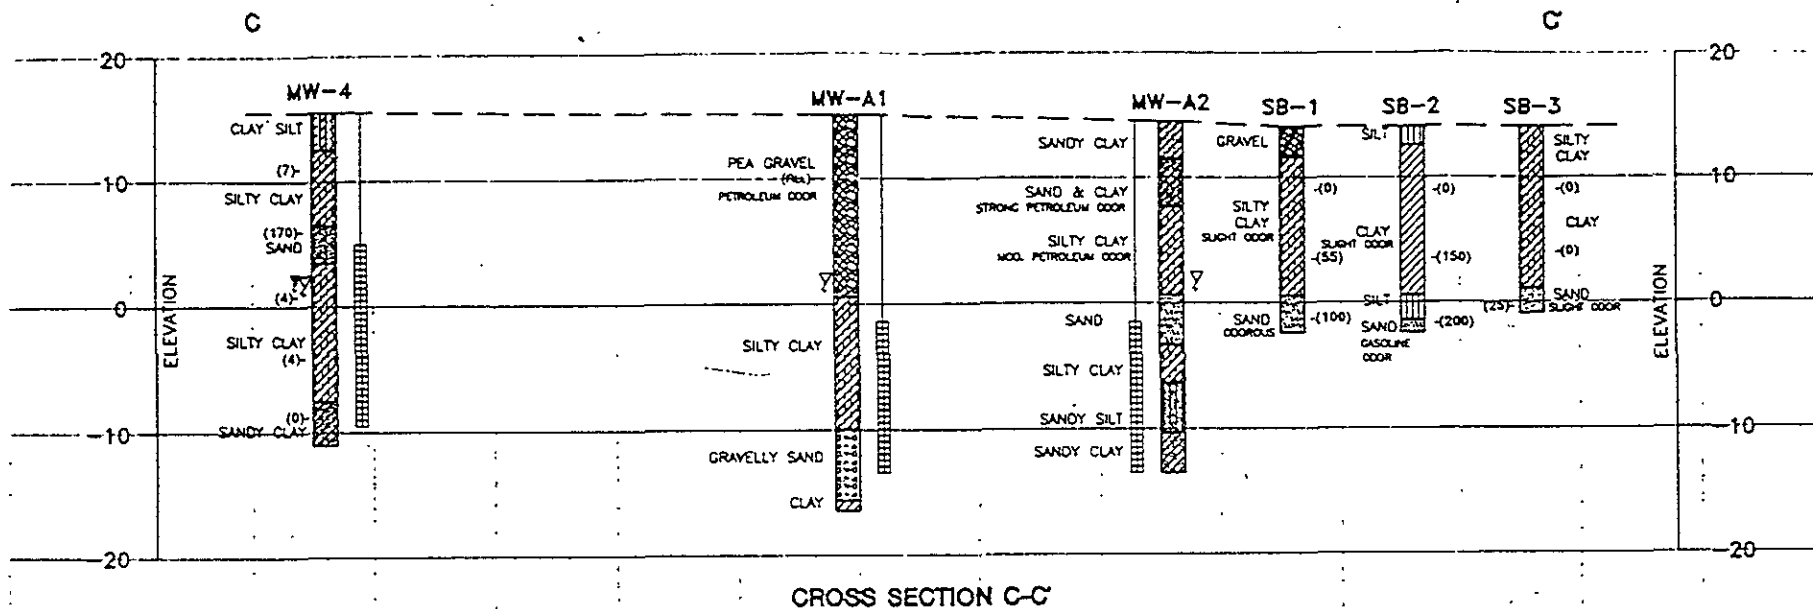 C C'
20 20
MW-4 MW-A1 MW-A2 SB-1 SB-2 SB-3
CLAY SILT
(7)-
10
SILTY CLAY
(170)-
SAND
(4)-
0
SILTY CLAY
(4)-
(0)-
SANDY CLAY
-10
-20
ELEVATION
PEA GRAVEL
PETROLEUM ODOR
SILTY CLAY
GRAVELLY SAND
CLAY
SANDY CLAY
SAND & CLAY
STRONG PETROLEUM ODOR
SILTY CLAY
MOD. PETROLEUM ODOR
SAND
SILTY CLAY
SANDY SILT
SANDY CLAY
GRAVEL
-(0)
SILTY
CLAY
SLIGHT ODOR
-(55)
SAND
ODOROUS
-(100)
SILT
-(0)
CLAY
SLIGHT ODOR
-(150)
SILT
SAND
-(200)
GASOLINE
ODOR
SILTY
CLAY
-(0)
CLAY
-(0)
(25)-
SAND
SLIGHT ODOR
10
0
-10
-20
ELEVATION
CROSS SECTION C-C'